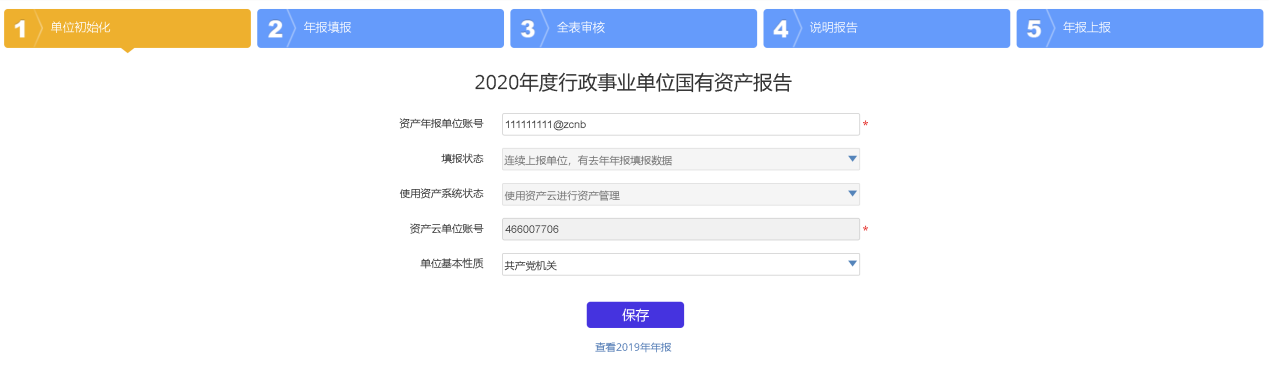 1 单位初始化
2 年报填报
3 全表审核
4 说明报告
5 年报上报
2020年度行政事业单位国有资产报告
资产年报单位账号 111111111@zcnb *
填报状态 连续上报单位，有去年年报填报数据
使用资产系统状态 使用资产云进行资产管理
资产云单位账号 466007706 *
单位基本性质 共产党机关
保存
查看2019年年报